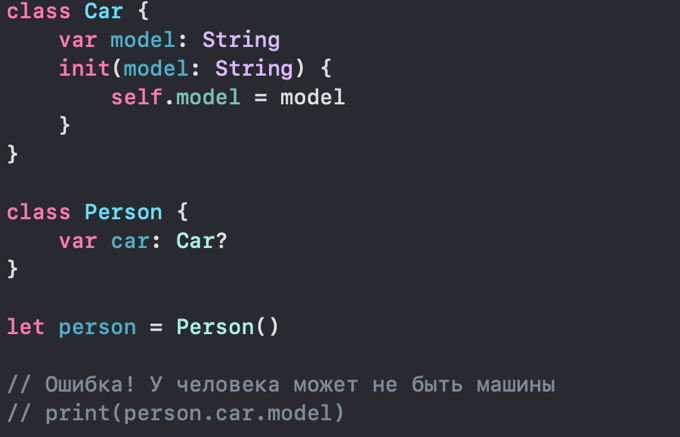 class Car {
    var model: String
    init(model: String) {
        self.model = model
    }
}

class Person {
    var car: Car?
}

let person = Person()

// Ошибка! У человека может не быть машины
// print(person.car.model)